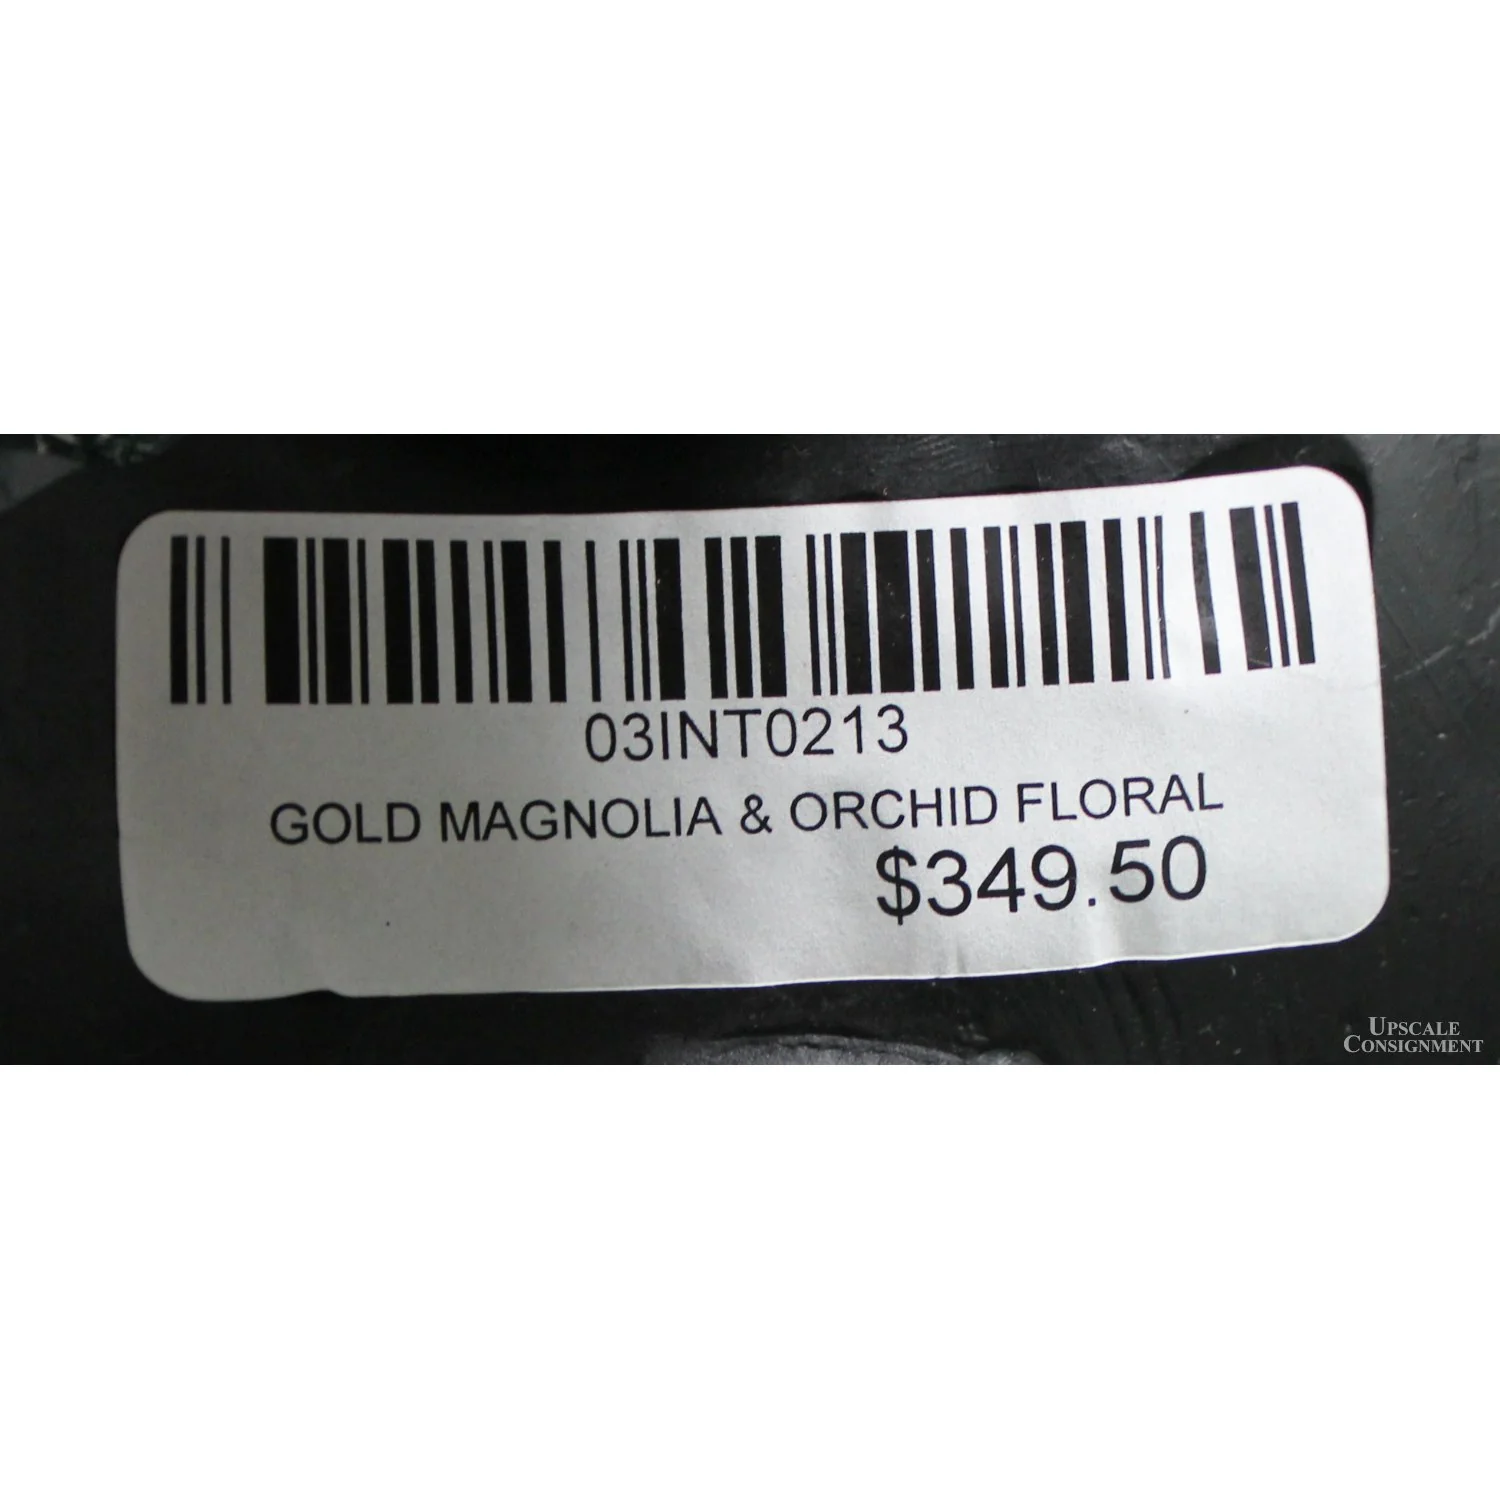 03INT0213
GOLD MAGNOLIA & ORCHID FLORAL
$349.50
UPSCALE
CONSIGNMENT